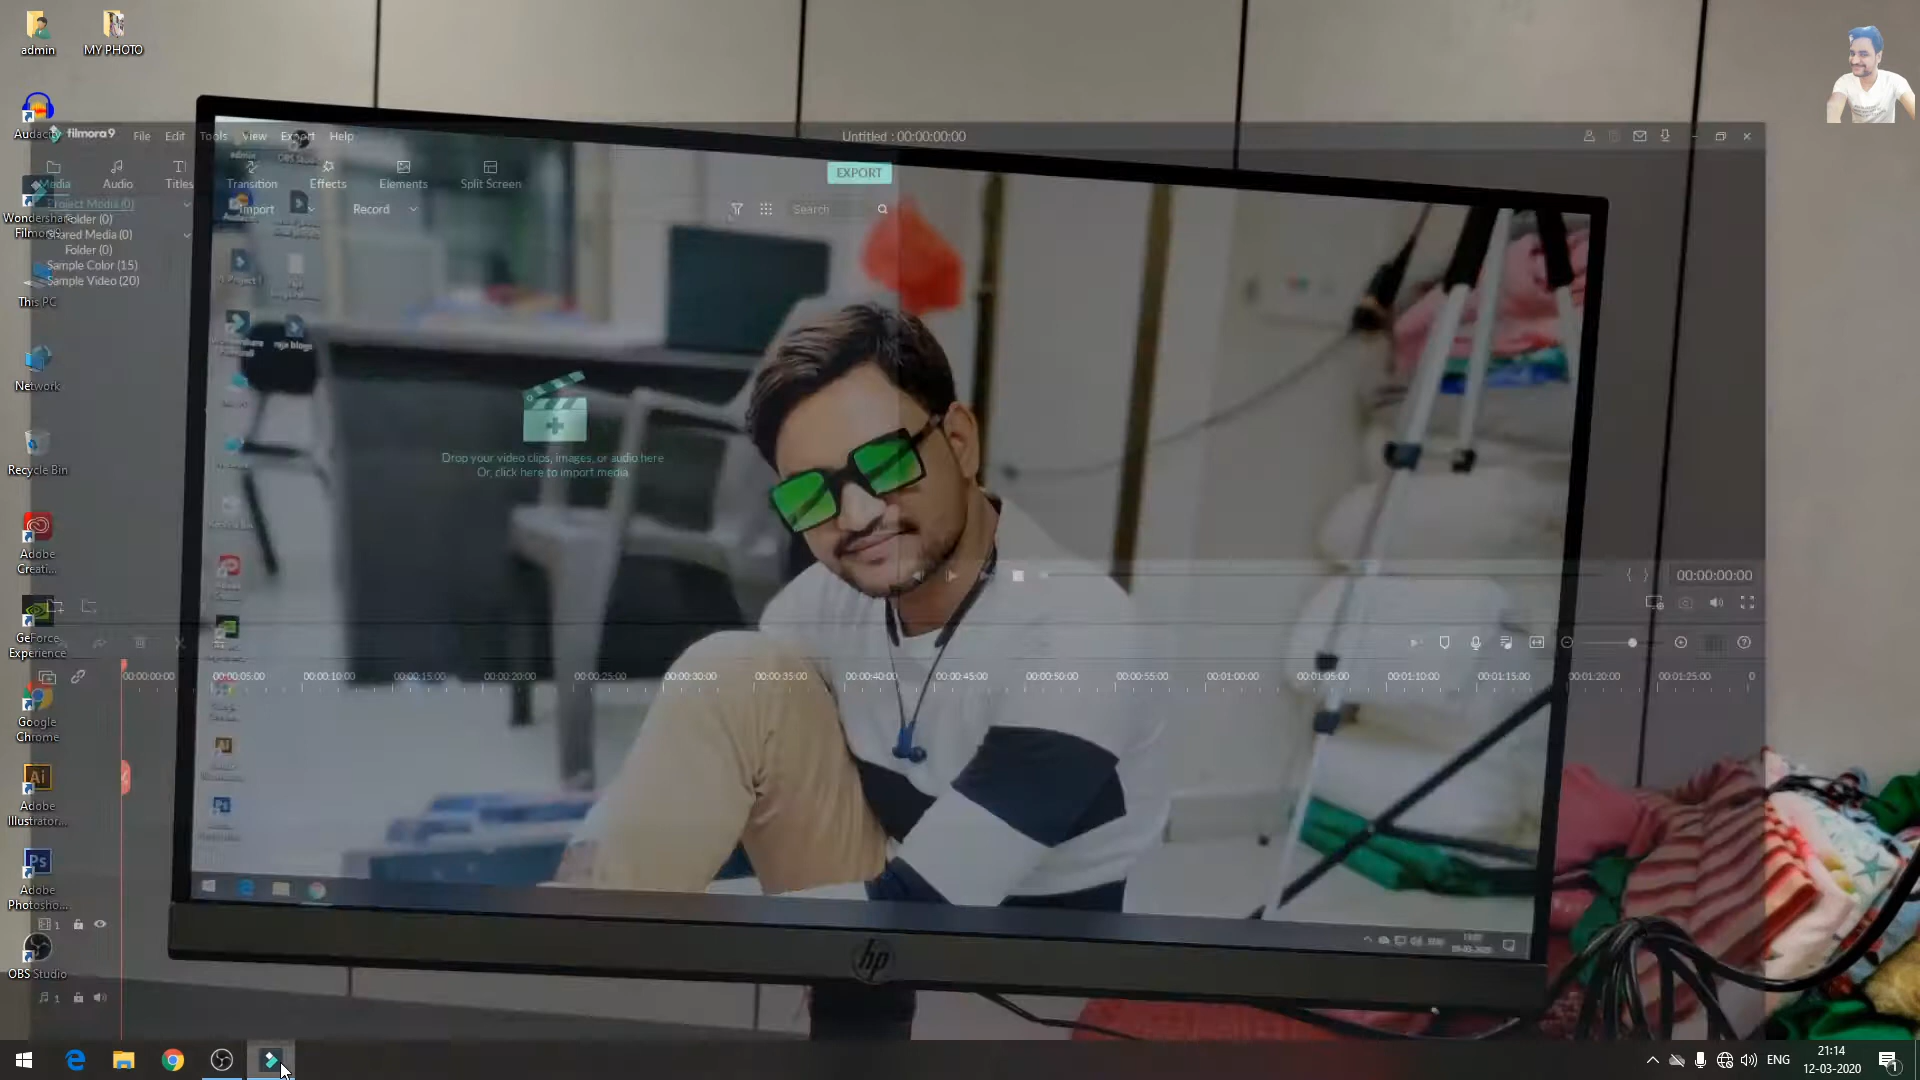 admin
MY PHOTO
Audacity
Wondershare
Filmora9
This PC
Network
Recycle Bin
Adobe
Creati...
GeForce
Experience
Google
Chrome
Adobe
Illustrator...
Adobe
Photosho...
OBS Studio
filmora9
File
Edit
Tools
View
Export
Help
Untitled : 00:00:00:00
Media
Audio
Titles
Transition
Effects
Elements
Split Screen
EXPORT
Project Media (0)
Folder (0)
Shared Media (0)
Folder (0)
Sample Color (15)
Sample Video (20)
Import
Record
Search
Drop your video clips, images, or audio here
Or, click here to import media
00:00:00:00
00:00:00:00
00:00:05:00
00:00:10:00
00:00:15:00
00:00:20:00
00:00:25:00
00:00:30:00
00:00:35:00
00:00:40:00
00:00:45:00
00:00:50:00
00:00:55:00
00:01:00:00
00:01:05:00
00:01:10:00
00:01:15:00
00:01:20:00
00:01:25:00
0
1
1
hp
ENG
21:14
12-03-2020
1